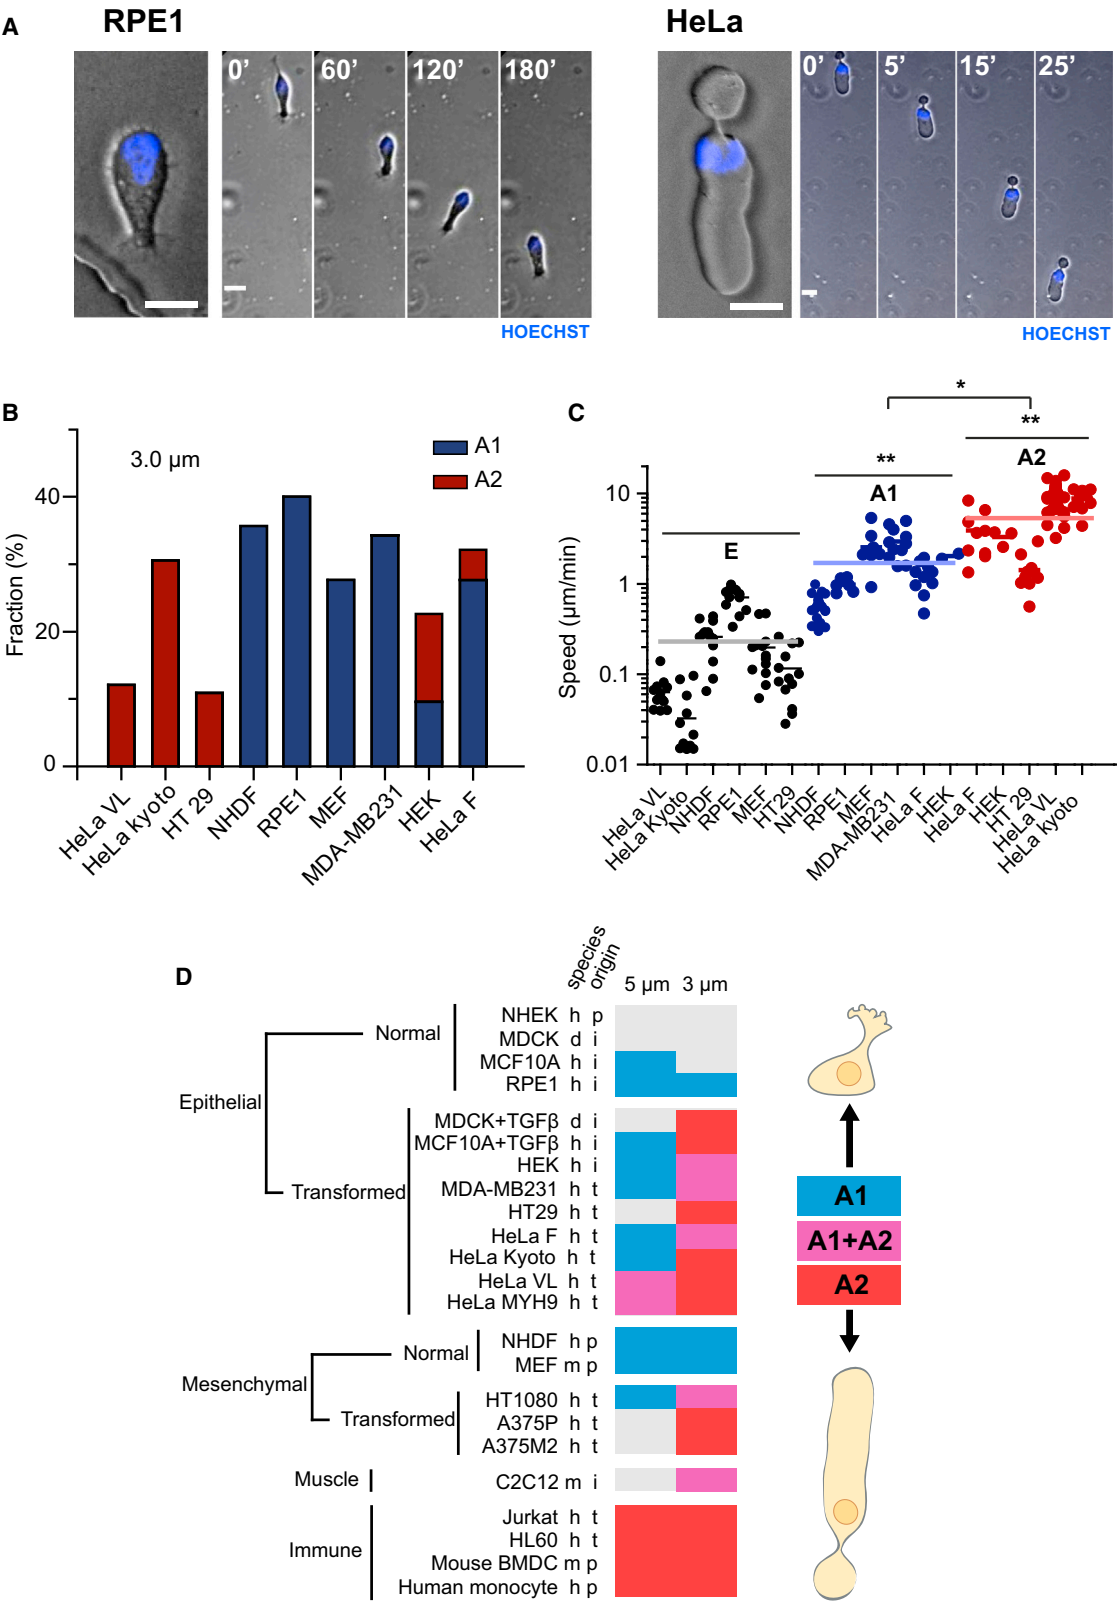 A
RPE1
HeLa
0’ 60’ 120’ 180’
0’ 5’ 15’ 25’
HOECHST
HOECHST
B
3.0 µm
A1
A2
Fraction (%)
40
20
0
HeLa VL
HeLa kyoto
HT 29
NHDF
RPE1
MEF
MDA-MB231
HEK
HeLa F
C
*
**
A2
**
A1
E
Speed (µm/min)
10
1
0.1
0.01
HeLa VL
HeLa Kyoto
NHDF
RPE1
MEF
HT29
NHDF
RPE1
MEF
MDA-MB231
HeLa F
HEK
HeLa F
HEK
HT 29
HeLa VL
HeLa kyoto
D
species
origin
5 µm 3 µm
Epithelial
Normal
NHEK h p
MDCK d i
MCF10A h i
RPE1 h i
Transformed
MDCK+TGFβ d i
MCF10A+TGFβ h i
HEK h i
MDA-MB231 h t
HT29 h t
HeLa F h t
HeLa Kyoto h t
HeLa VL h t
HeLa MYH9 h t
Mesenchymal
Normal
NHDF h p
MEF m p
Transformed
HT1080 h t
A375P h t
A375M2 h t
Muscle
C2C12 m i
Immune
Jurkat h t
HL60 h t
Mouse BMDC m p
Human monocyte h p
A1
A1+A2
A2